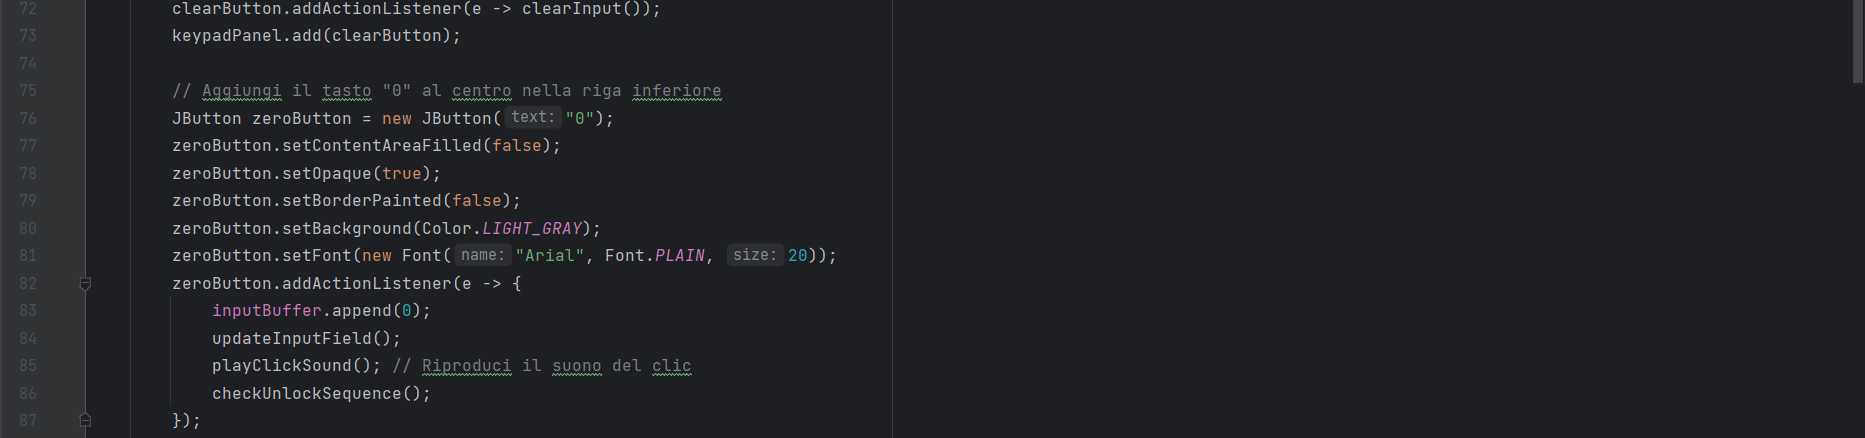 72 clearButton.addActionListener(e -> clearInput());
73 keypadPanel.add(clearButton);
74
75 // Aggiungi il tasto "0" al centro nella riga inferiore
76 JButton zeroButton = new JButton( text: "0");
77 zeroButton.setContentAreaFilled(false);
78 zeroButton.setOpaque(true);
79 zeroButton.setBorderPainted(false);
80 zeroButton.setBackground(Color.LIGHT_GRAY);
81 zeroButton.setFont(new Font( name: "Arial", Font.PLAIN, size: 20));
82 zeroButton.addActionListener(e -> {
83 inputBuffer.append(0);
84 updateInputField();
85 playClickSound(); // Riproduci il suono del clic
86 checkUnlockSequence();
87 });